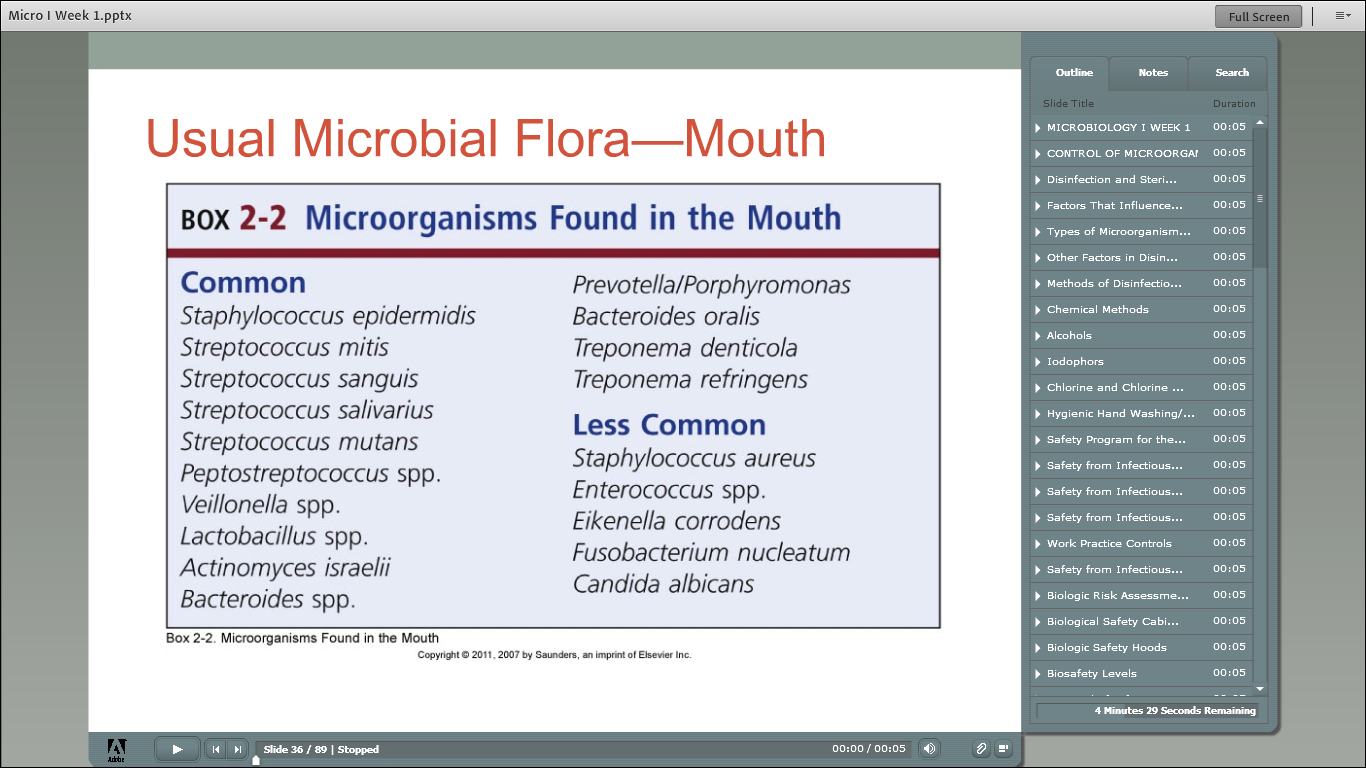 Micro I Week 1.pptx
Full Screen
Usual Microbial Flora—Mouth
BOX 2-2 Microorganisms Found in the Mouth
Common
Staphylococcus epidermidis
Streptococcus mitis
Streptococcus sanguis
Streptococcus salivarius
Streptococcus mutans
Peptostreptococcus spp.
Veillonella spp.
Lactobacillus spp.
Actinomyces israelii
Bacteroides spp.
Prevotella/Porphyromonas
Bacteroides oralis
Treponema denticola
Treponema refringens
Less Common
Staphylococcus aureus
Enterococcus spp.
Eikenella corrodens
Fusobacterium nucleatum
Candida albicans
Box 2-2. Microorganisms Found in the Mouth
Copyright © 2011, 2007 by Saunders, an imprint of Elsevier Inc.
Outline Notes Search
Slide Title Duration
MICROBIOLOGY I WEEK 1 00:05
CONTROL OF MICROORGAN 00:05
Disinfection and Steri... 00:05
Factors That Influence... 00:05
Types of Microorganism... 00:05
Other Factors in Disin... 00:05
Methods of Disinfectio... 00:05
Chemical Methods 00:05
Alcohols 00:05
Iodophors 00:05
Chlorine and Chlorine ... 00:05
Hygienic Hand Washing/... 00:05
Safety Program for the... 00:05
Safety from Infectious... 00:05
Safety from Infectious... 00:05
Safety from Infectious... 00:05
Work Practice Controls 00:05
Safety from Infectious... 00:05
Biologic Risk Assessme... 00:05
Biological Safety Cabi... 00:05
Biologic Safety Hoods 00:05
Biosafety Levels 00:05
4 Minutes 29 Seconds Remaining
Adobe
Slide 36 / 89 | Stopped
00:00 / 00:05